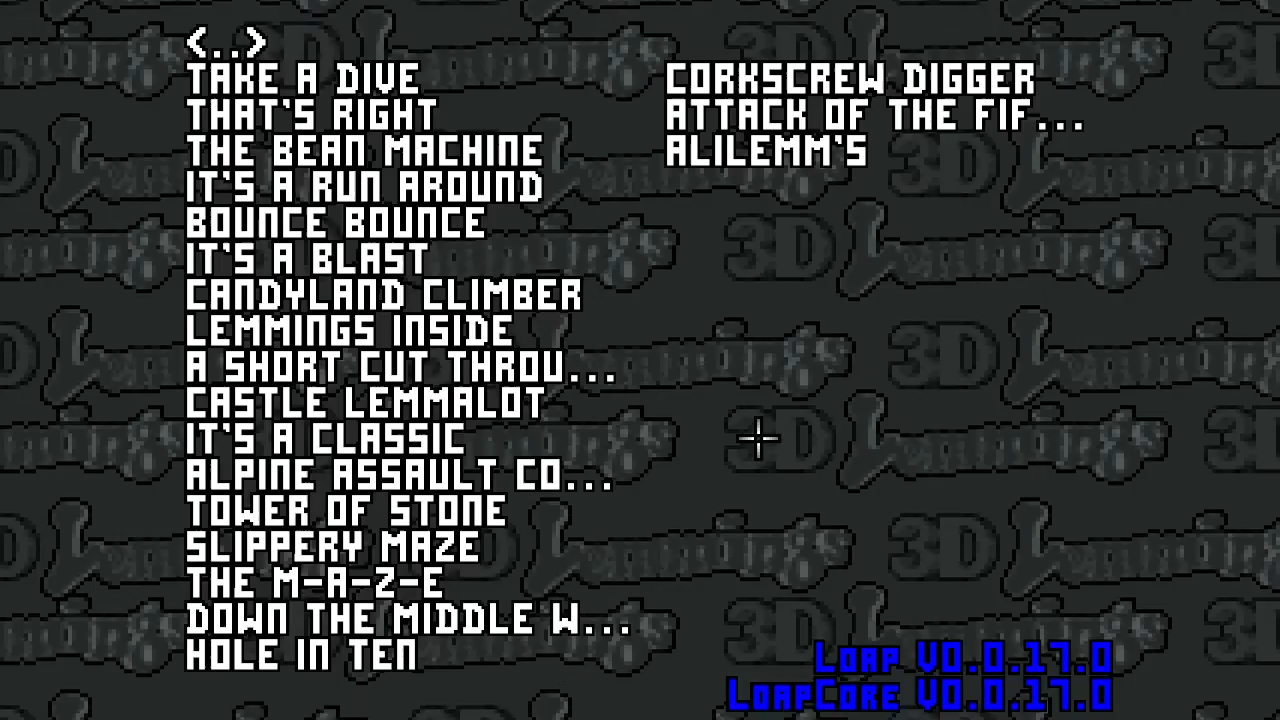 <..>
TAKE A DIVE
THAT'S RIGHT
THE BEAN MACHINE
IT'S A RUN AROUND
BOUNCE BOUNCE
IT'S A BLAST
CANDYLAND CLIMBER
LEMMINGS INSIDE
A SHORT CUT THROU...
CASTLE LEMMALOT
IT'S A CLASSIC
ALPINE ASSAULT CO...
TOWER OF STONE
SLIPPERY MAZE
THE M-A-Z-E
DOWN THE MIDDLE W...
HOLE IN TEN
CORKSCREW DIGGER
ATTACK OF THE FIF...
ALILEMM'S
LOAP V0.0.17.0
LOAPCORE V0.0.17.0